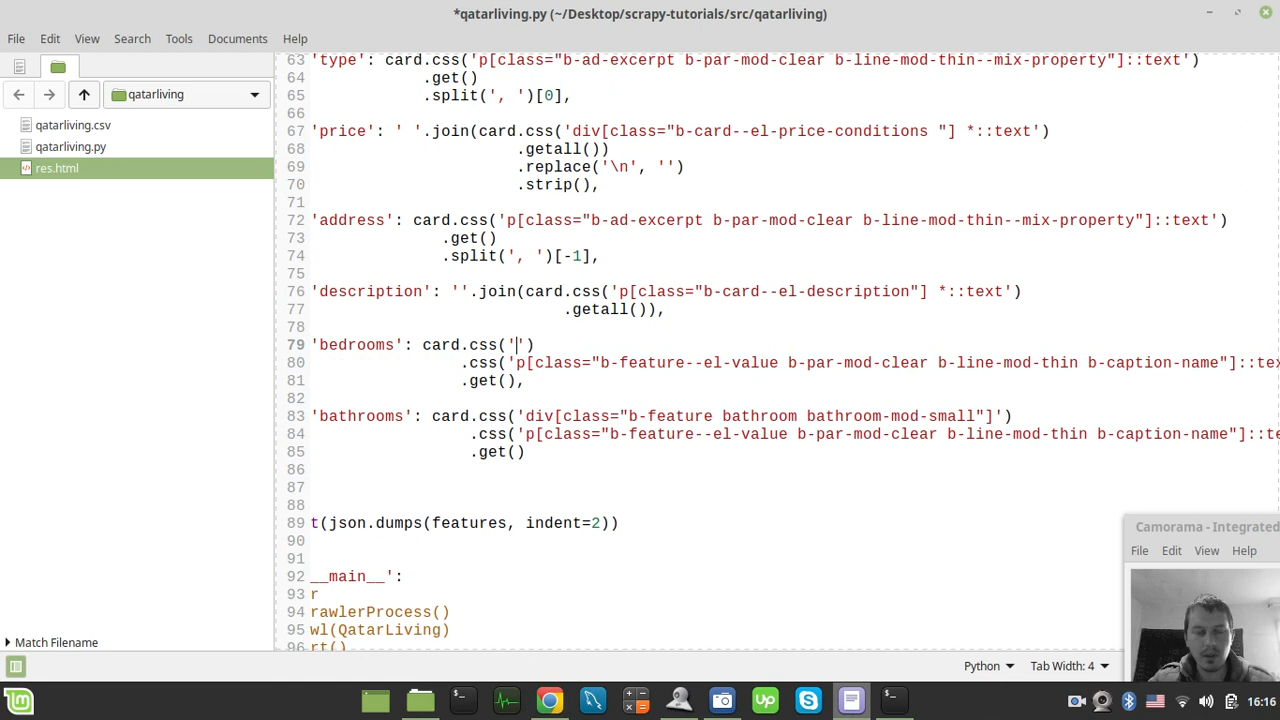 *qatarliving.py (~/Desktop/scrapy-tutorials/src/qatarliving)
File Edit View Search Tools Documents Help
qatarliving
qatarliving.csv
qatarliving.py
res.html
63 'type': card.css('p[class="b-ad-excerpt b-par-mod-clear b-line-mod-thin--mix-property"]::text')
64 .get()
65 .split(', ')[0],
66
67 'price': ' '.join(card.css('div[class="b-card--el-price-conditions "] *::text')
68 .getall())
69 .replace('\n', '')
70 .strip(),
71
72 'address': card.css('p[class="b-ad-excerpt b-par-mod-clear b-line-mod-thin--mix-property"]::text')
73 .get()
74 .split(', ')[-1],
75
76 'description': ''.join(card.css('p[class="b-card--el-description"] *::text')
77 .getall()),
78
79 'bedrooms': card.css('')
80 .css('p[class="b-feature--el-value b-par-mod-clear b-line-mod-thin b-caption-name"]::te
81 .get(),
82
83 'bathrooms': card.css('div[class="b-feature bathroom bathroom-mod-small"]')
84 .css('p[class="b-feature--el-value b-par-mod-clear b-line-mod-thin b-caption-name"]::t
85 .get()
86
87
88
89 t(json.dumps(features, indent=2))
90
91
92 __main__':
93 r
94 rawlerProcess()
95 wl(QatarLiving)
96 rt()
Match Filename
Python Tab Width: 4
Camorama - Integrated
File Edit View Help
16:16